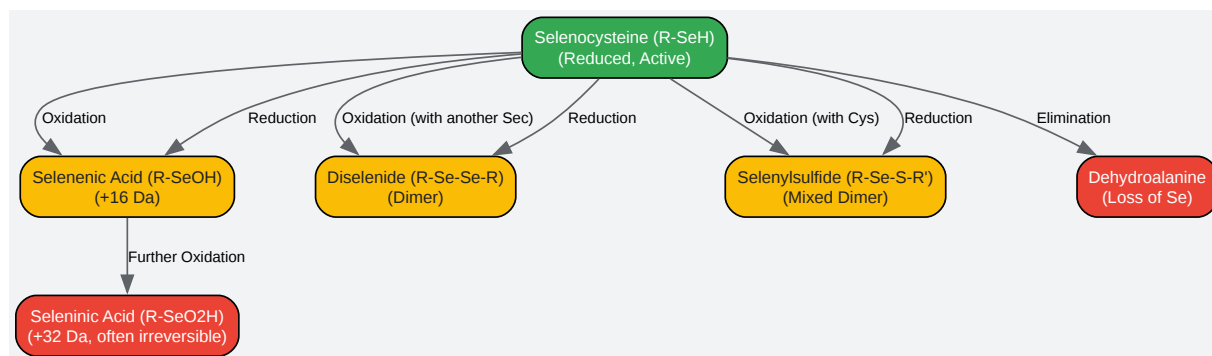 Selenocysteine (R-SeH)
(Reduced, Active)
Oxidation
Reduction
Oxidation (with another Sec)
Reduction
Oxidation (with Cys)
Reduction
Elimination
Selenenic Acid (R-SeOH)
(+16 Da)
Diselenide (R-Se-Se-R)
(Dimer)
Selenylsulfide (R-Se-S-R')
(Mixed Dimer)
Dehydroalanine
(Loss of Se)
Further Oxidation
Seleninic Acid (R-SeO2H)
(+32 Da, often irreversible)